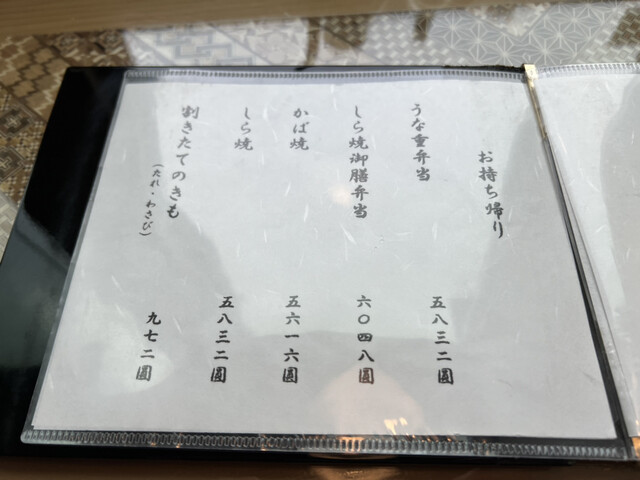 お持ち帰り
うな重弁当 五八三二圓
しら焼御膳弁当 六〇四八圓
かば焼 五六一六圓
しら焼 五八三二圓
割きたてのきも 九七二圓
(たれ・わさび)